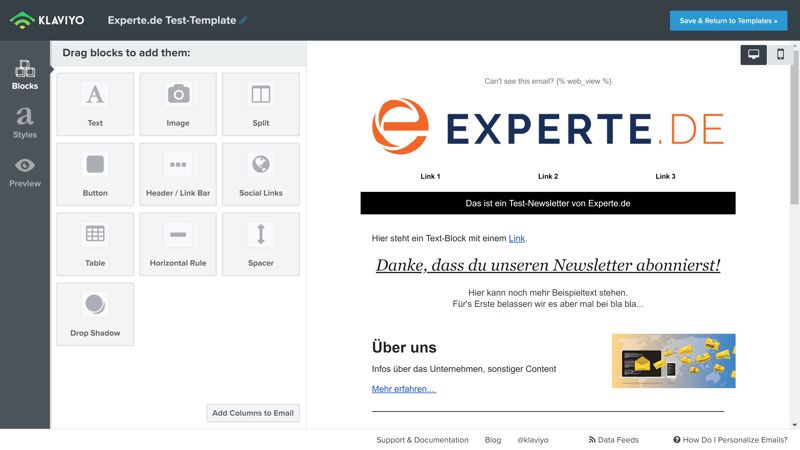 KLAVIYO
Experte.de Test-Template
Save & Return to Templates »
Blocks
Styles
Preview
Drag blocks to add them:
Text
Image
Split
Button
Header / Link Bar
Social Links
Table
Horizontal Rule
Spacer
Drop Shadow
Add Columns to Email
Can't see this email? {% web_view %}
EXPERTE.DE
Link 1
Link 2
Link 3
Das ist ein Test-Newsletter von Experte.de
Hier steht ein Text-Block mit einem Link.
Danke, dass du unseren Newsletter abonnierst!
Hier kann noch mehr Beispieltext stehen.
Für's Erste belassen wir es aber mal bei bla bla...
Über uns
Infos über das Unternehmen, sonstiger Content
Mehr erfahren...
Support & Documentation
Blog
@klaviyo
Data Feeds
How Do I Personalize Emails?